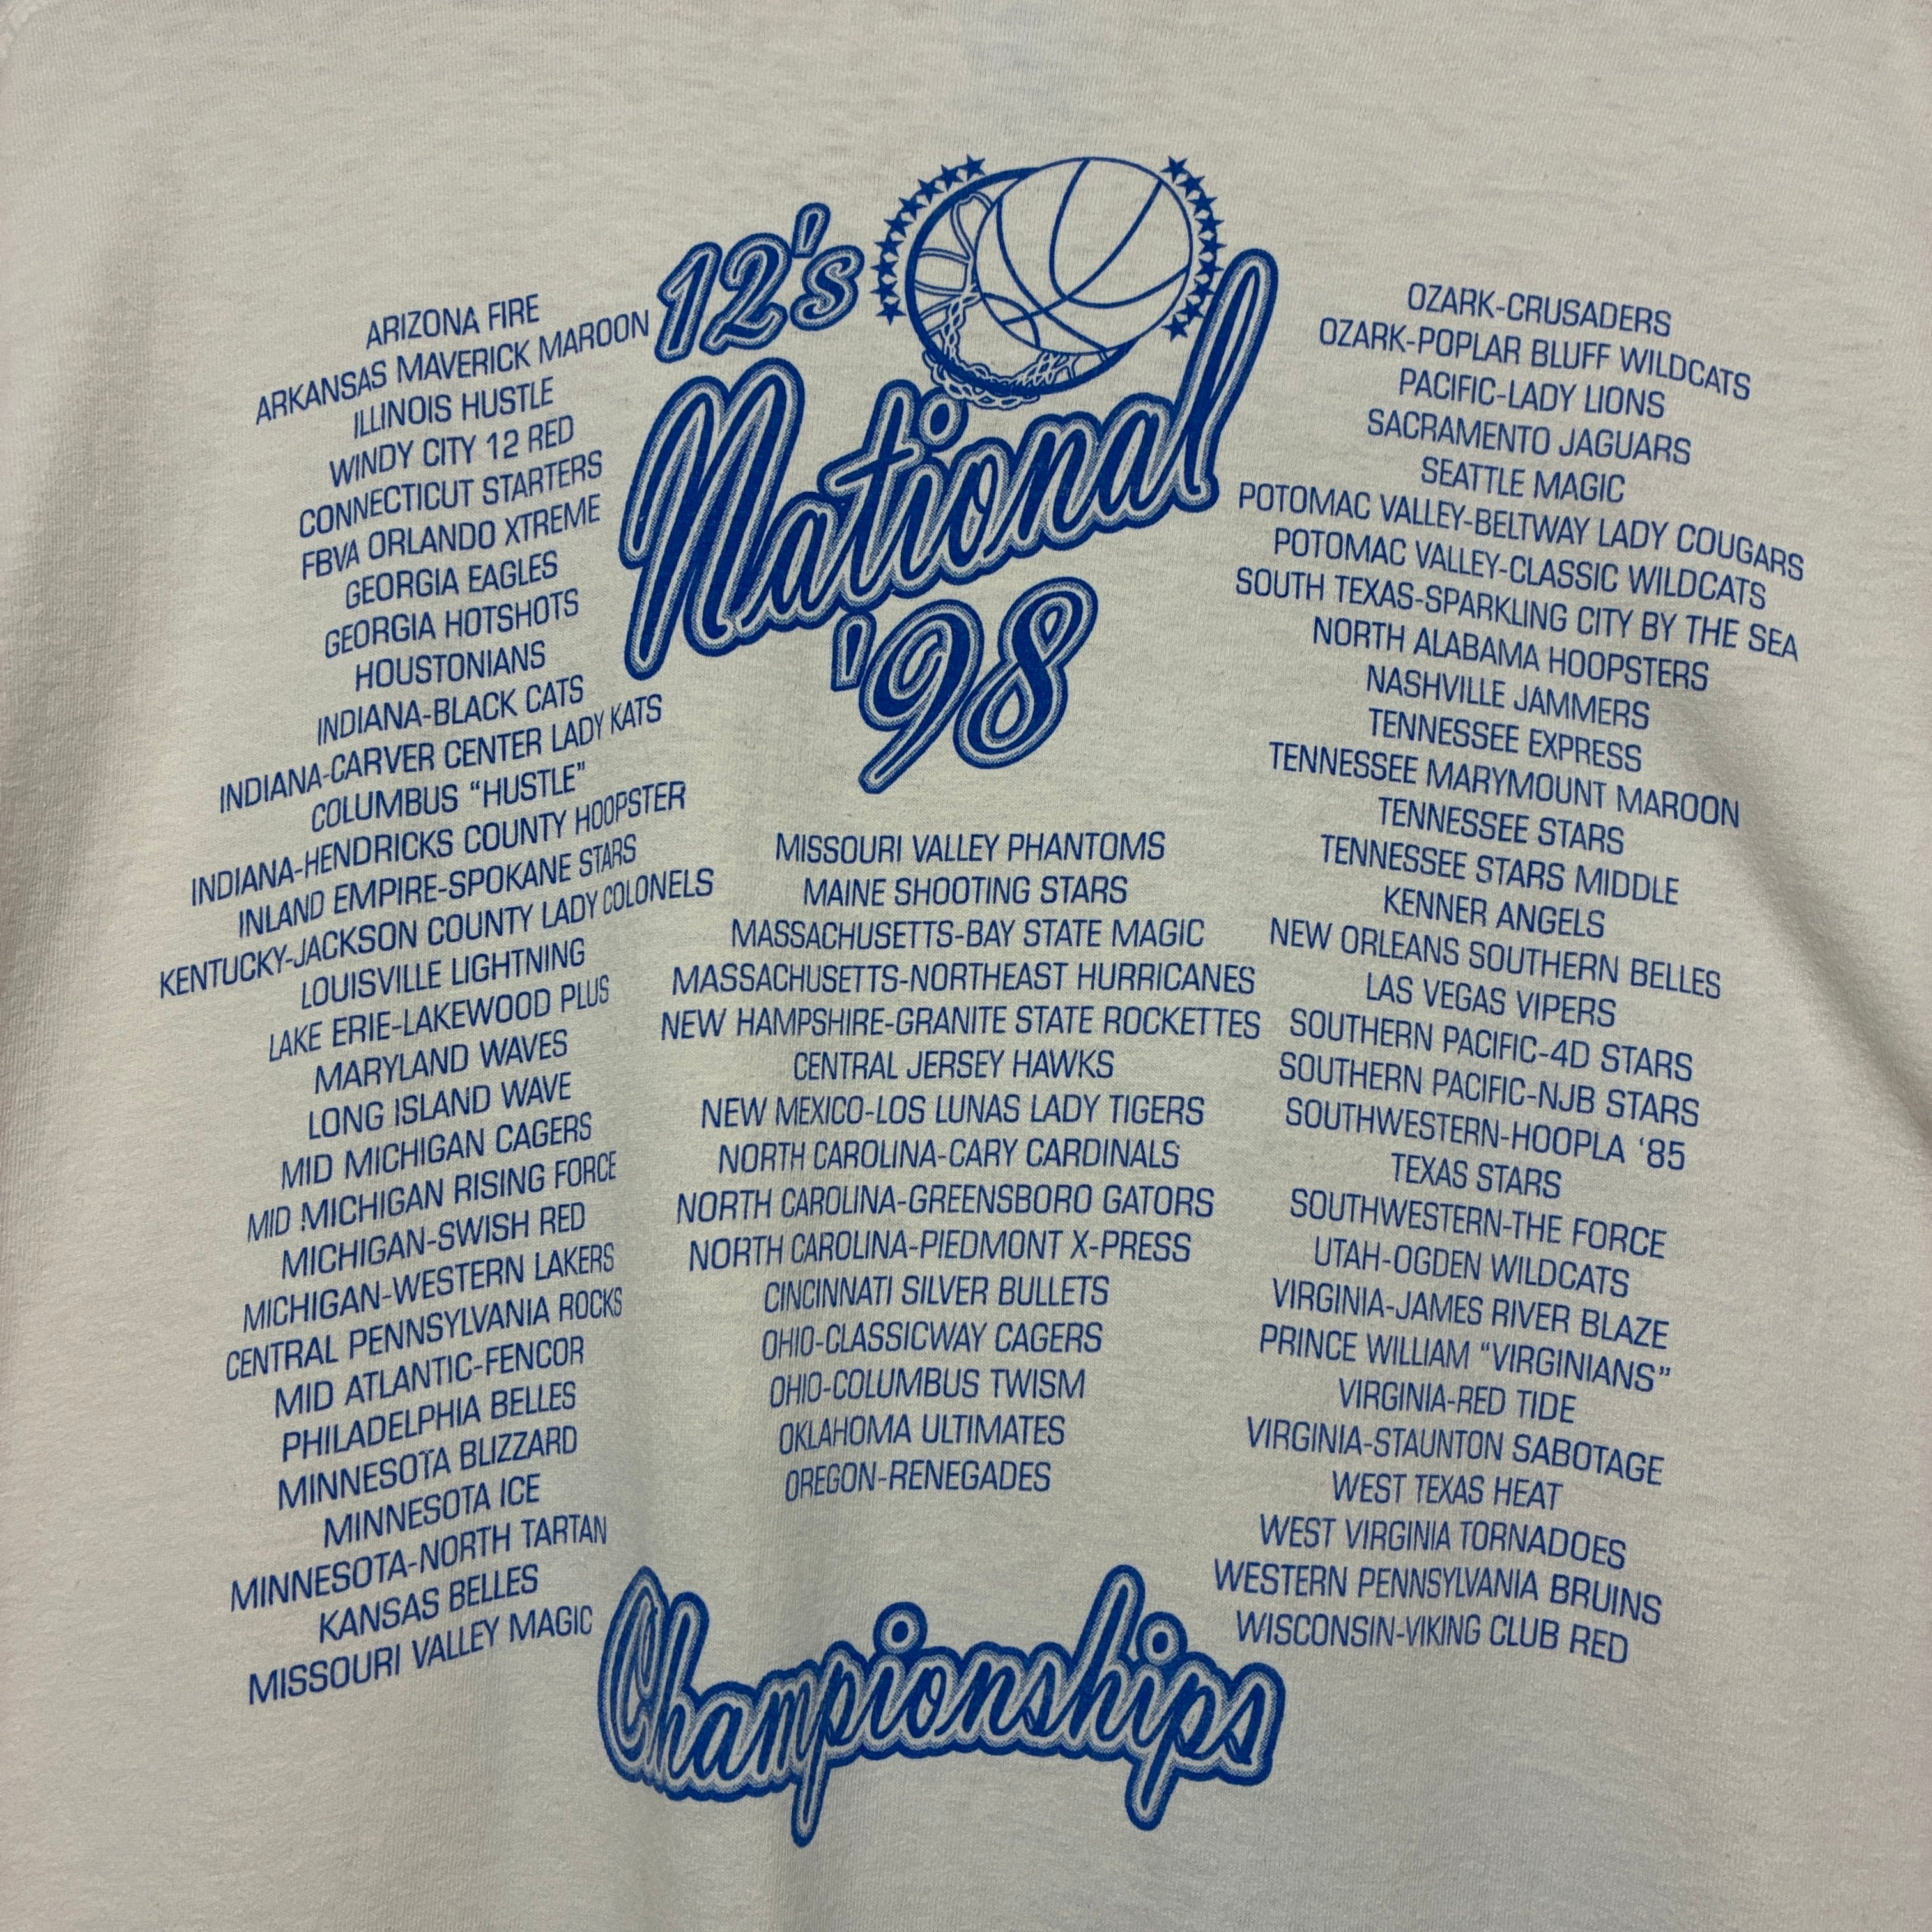 12's
National
'98
ARIZONA FIRE
ARKANSAS MAVERICK MAROON
ILLINOIS HUSTLE
WINDY CITY 12 RED
CONNECTICUT STARTERS
FBVA ORLANDO XTREME
GEORGIA EAGLES
GEORGIA HOTSHOTS
HOUSTONIANS
INDIANA-BLACK CATS
INDIANA-CARVER CENTER LADY KATS
COLUMBUS "HUSTLE"
INDIANA-HENDRICKS COUNTY HOOPSTER
INLAND EMPIRE-SPOKANE STARS
KENTUCKY-JACKSON COUNTY LADY COLONELS
LOUISVILLE LIGHTNING
LAKE ERIE-LAKEWOOD PLUS
MARYLAND WAVES
LONG ISLAND WAVE
MID MICHIGAN CAGERS
MID MICHIGAN RISING FORCE
MICHIGAN-SWISH RED
MICHIGAN-WESTERN LAKERS
CENTRAL PENNSYLVANIA ROCKS
MID ATLANTIC-FENCOR
PHILADELPHIA BELLES
MINNESOTA BLIZZARD
MINNESOTA ICE
MINNESOTA-NORTH TARTAN
KANSAS BELLES
MISSOURI VALLEY MAGIC
MISSOURI VALLEY PHANTOMS
MAINE SHOOTING STARS
MASSACHUSETTS-BAY STATE MAGIC
MASSACHUSETTS-NORTHEAST HURRICANES
NEW HAMPSHIRE-GRANITE STATE ROCKETTES
CENTRAL JERSEY HAWKS
NEW MEXICO-LOS LUNAS LADY TIGERS
NORTH CAROLINA-CARY CARDINALS
NORTH CAROLINA-GREENSBORO GATORS
NORTH CAROLINA-PIEDMONT X-PRESS
CINCINNATI SILVER BULLETS
OHIO-CLASSICWAY CAGERS
OHIO-COLUMBUS TWISM
OKLAHOMA ULTIMATES
OREGON-RENEGADES
OZARK-CRUSADERS
OZARK-POPLAR BLUFF WILDCATS
PACIFIC-LADY LIONS
SACRAMENTO JAGUARS
SEATTLE MAGIC
POTOMAC VALLEY-BELTWAY LADY COUGARS
POTOMAC VALLEY-CLASSIC WILDCATS
SOUTH TEXAS-SPARKLING CITY BY THE SEA
NORTH ALABAMA HOOPSTERS
NASHVILLE JAMMERS
TENNESSEE EXPRESS
TENNESSEE MARYMOUNT MAROON
TENNESSEE STARS
TENNESSEE STARS MIDDLE
KENNER ANGELS
NEW ORLEANS SOUTHERN BELLES
LAS VEGAS VIPERS
SOUTHERN PACIFIC-4D STARS
SOUTHERN PACIFIC-NJB STARS
SOUTHWESTERN-HOOPLA '85
TEXAS STARS
SOUTHWESTERN-THE FORCE
UTAH-OGDEN WILDCATS
VIRGINIA-JAMES RIVER BLAZE
PRINCE WILLIAM "VIRGINIANS"
VIRGINIA-RED TIDE
VIRGINIA-STAUNTON SABOTAGE
WEST TEXAS HEAT
WEST VIRGINIA TORNADOES
WESTERN PENNSYLVANIA BRUINS
WISCONSIN-VIKING CLUB RED
Championships